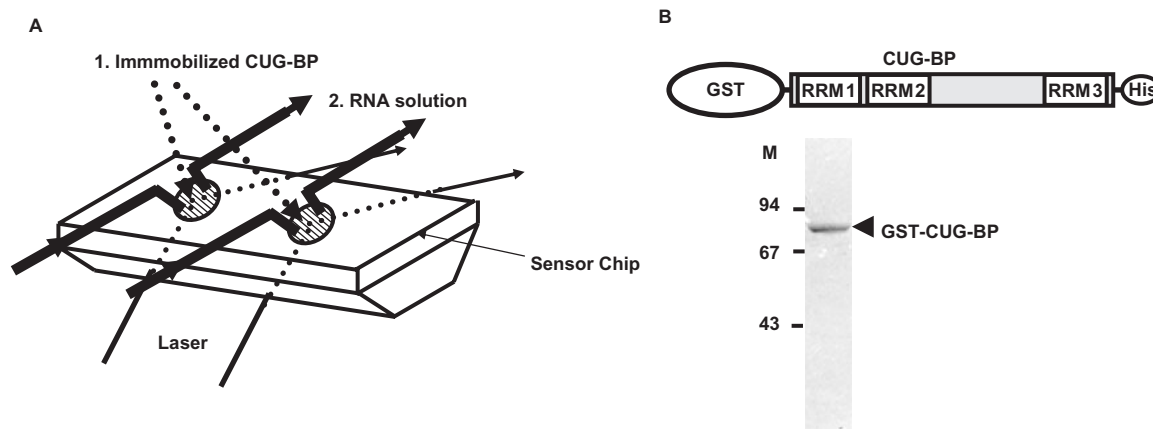 A
1. Immmobilized CUG-BP
2. RNA solution
Sensor Chip
Laser
B
CUG-BP
GST
RRM1
RRM2
RRM3
His
M
94
GST-CUG-BP
67
43